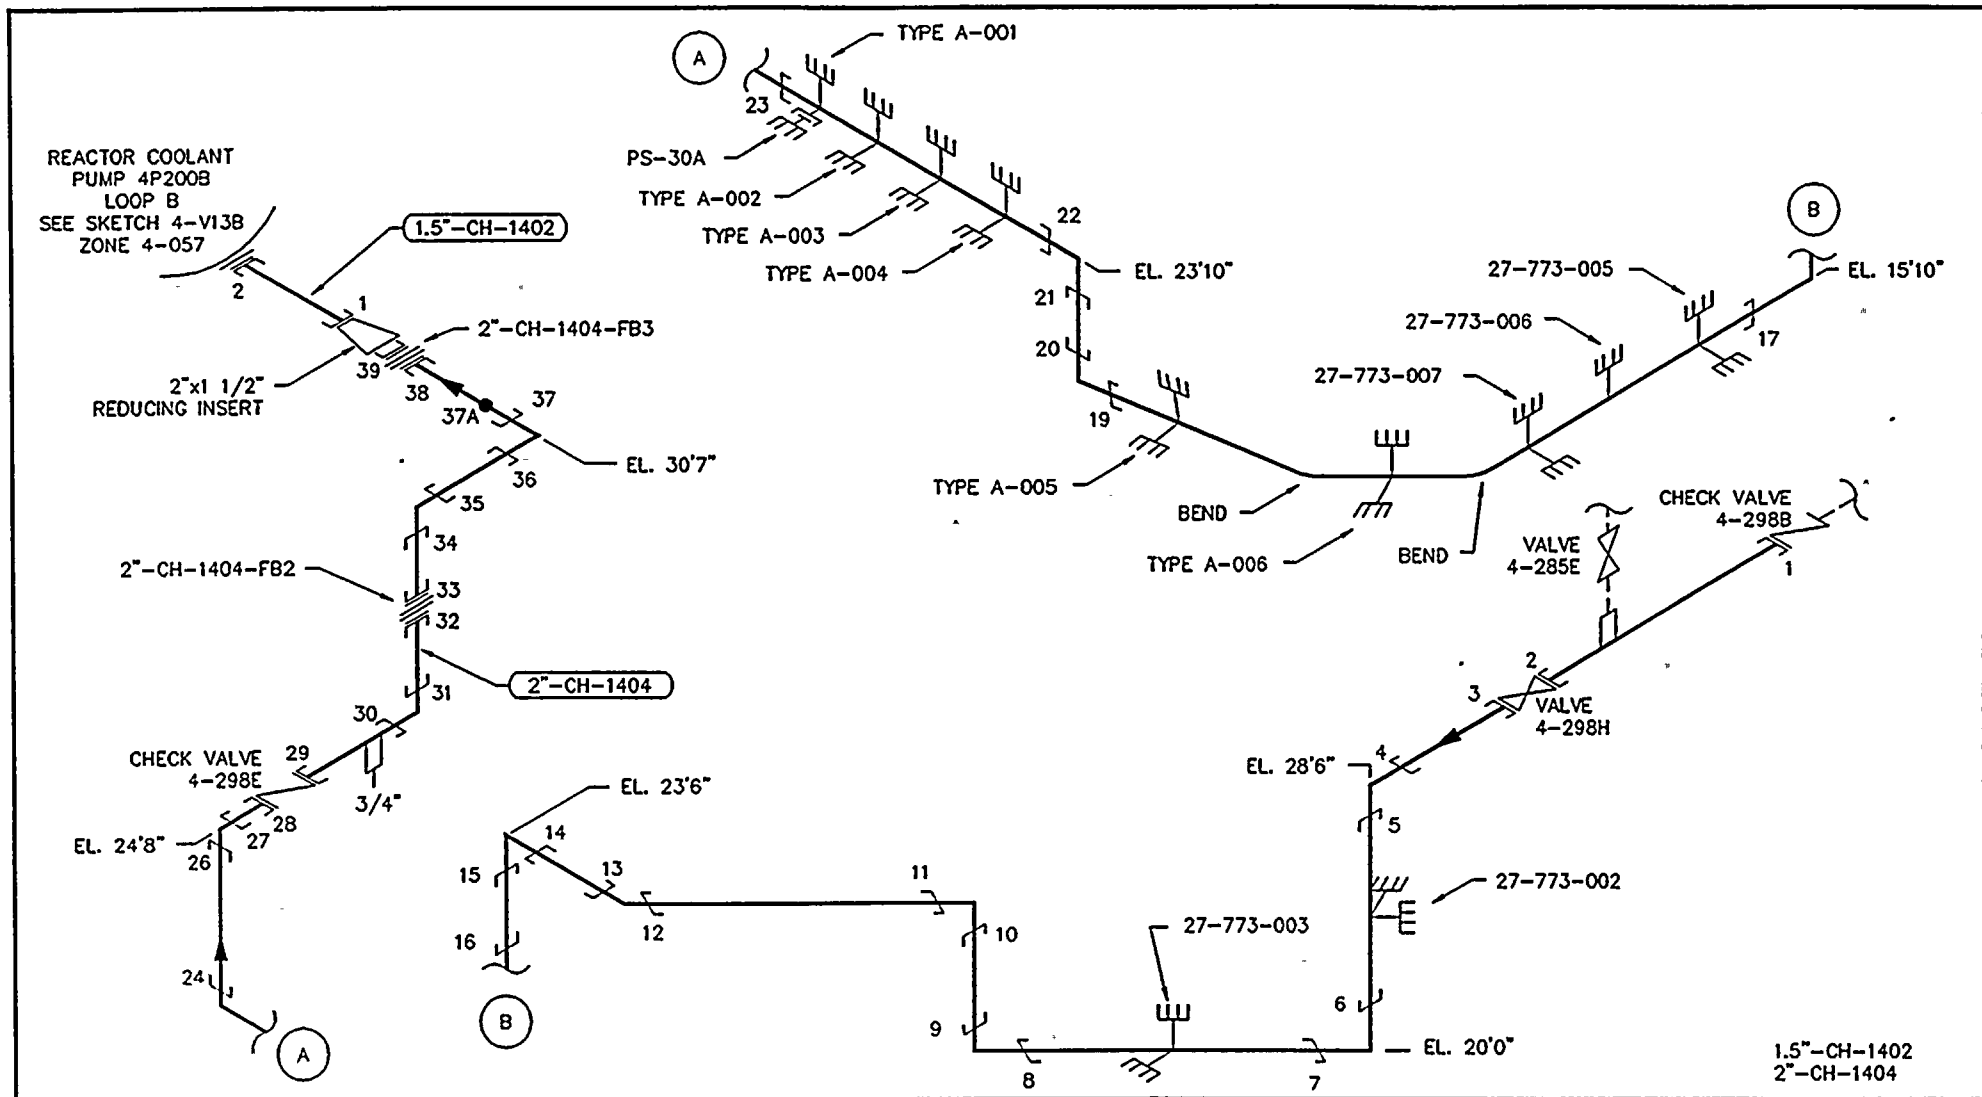 TYPE A-001
A
23
PS-30A
TYPE A-002
TYPE A-003
TYPE A-004
22
EL. 23'10"
21
20
19
TYPE A-005
BEND
TYPE A-006
BEND
27-773-007
27-773-006
27-773-005
17
B
EL. 15'10"
REACTOR COOLANT
PUMP 4P200B
LOOP B
SEE SKETCH 4-V13B
ZONE 4-057
1.5"-CH-1402
2
1
2"-CH-1404-FB3
2"x1 1/2"
REDUCING INSERT
39
38
37A
37
EL. 30'7"
36
35
34
2"-CH-1404-FB2
33
32
2"-CH-1404
31
30
29
CHECK VALVE
4-298E
3/4"
28
27
EL. 24'8"
26
24
A
EL. 23'6"
14
15
13
16
B
12
11
10
9
8
27-773-003
7
EL. 20'0"
6
27-773-002
5
EL. 28'6"
4
3
VALVE
4-298H
2
VALVE
4-285E
CHECK VALVE
4-298B
1
1.5"-CH-1402
2"-CH-1404